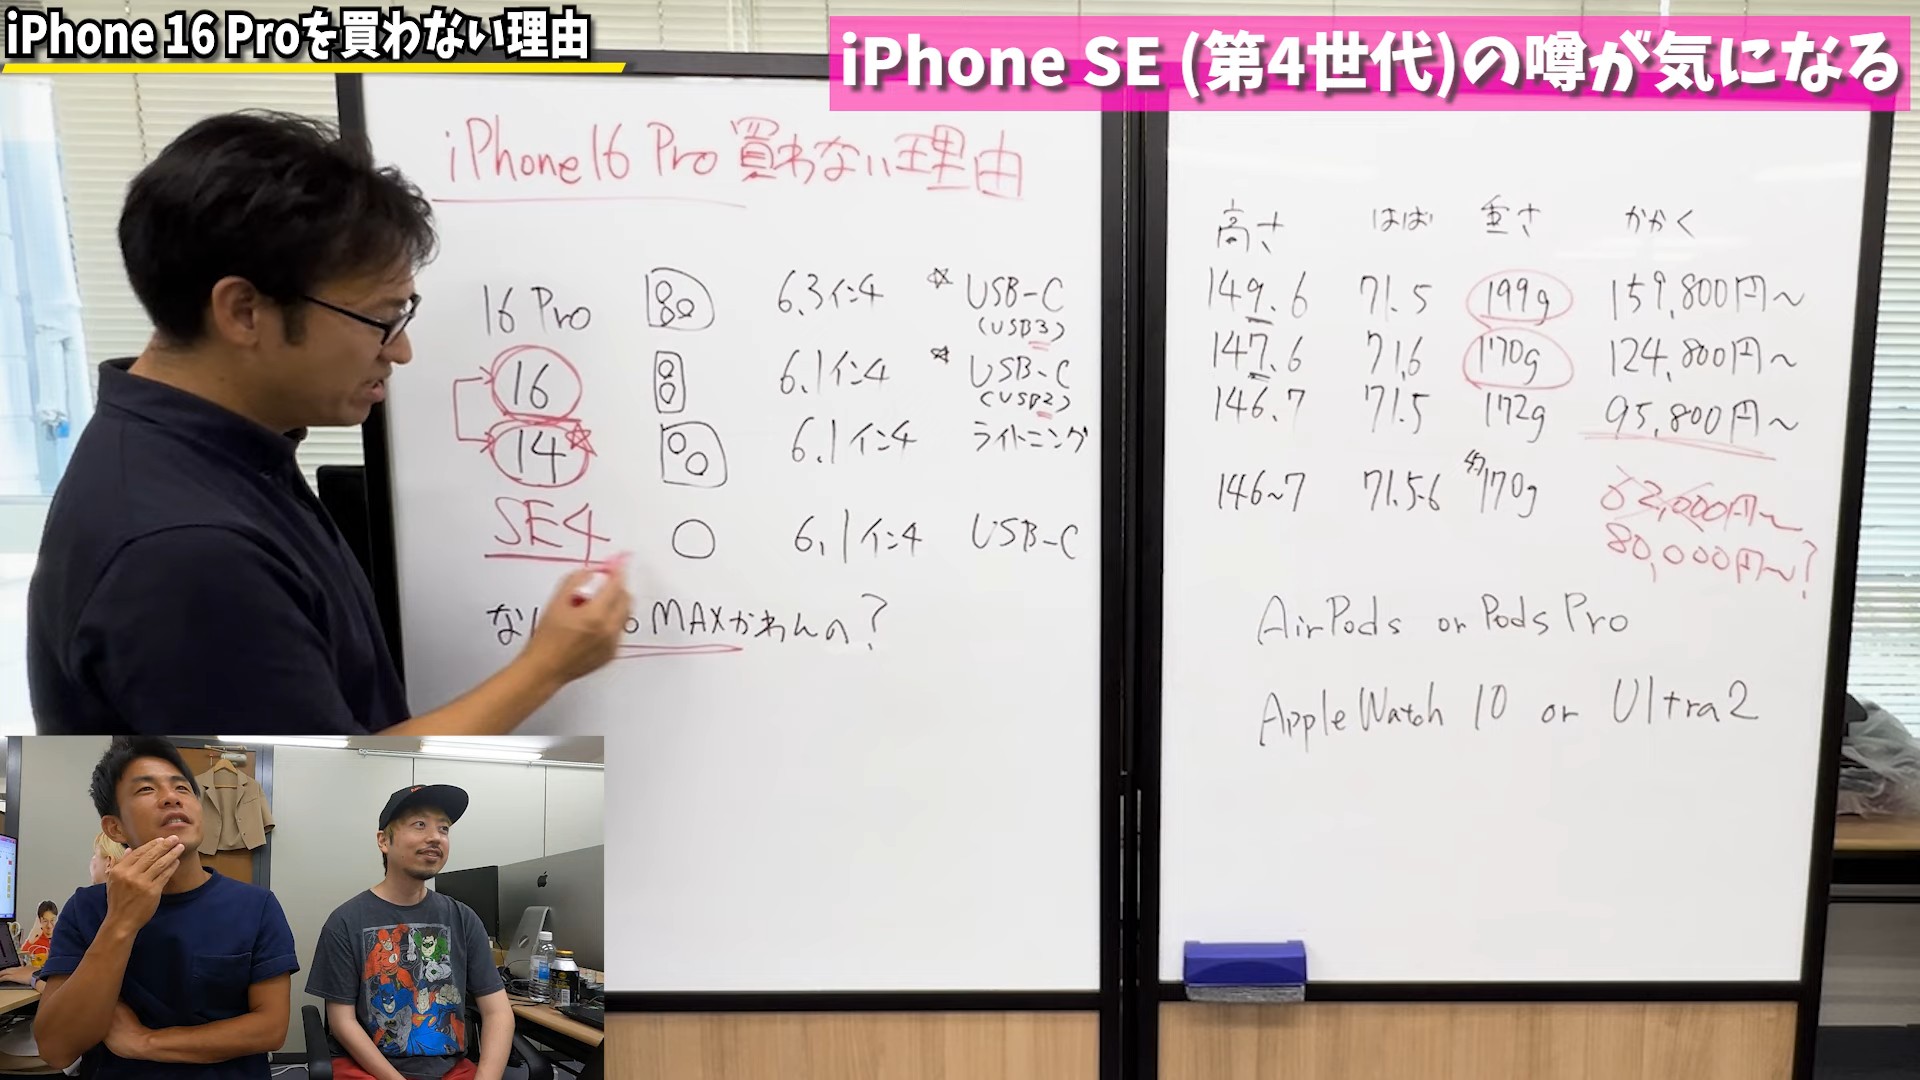 iPhone 16 Proを買わない理由
iPhone SE (第4世代)の噂が気になる
iPhone16 Pro 買わない理由
16 Pro 6.3インチ ☆ USB-C
(USB3)
16 6.1インチ ☆ USB-C
(USB2)
14☆ 6.1インチ ライトニング
SE4 6.1インチ USB-C
MAXかわんの?
高さ はば 重さ かかく
149.6 71.5 199g 159,800円〜
147.6 71.6 170g 124,800円〜
146.7 71.5 172g 95,800円〜
146~7 71.5-6 170g 62,000円〜
80,000円〜?
AirPods or Pods Pro
Apple Watch 10 or Ultra2